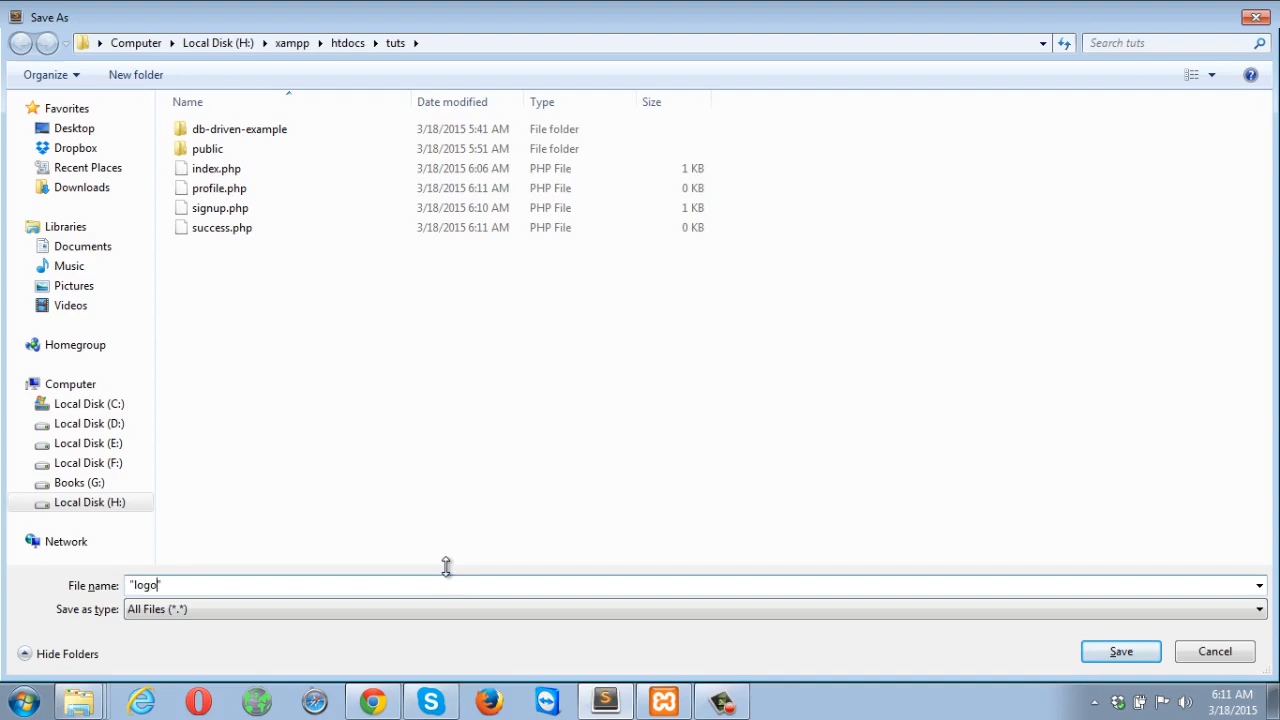 Save As
Computer Local Disk (H:) xampp htdocs tuts Search tuts
Organize New folder
Name Date modified Type Size
Favorites
Desktop
Dropbox
Recent Places
Downloads
Libraries
Documents
Music
Pictures
Videos
Homegroup
Computer
Local Disk (C:)
Local Disk (D:)
Local Disk (E:)
Local Disk (F:)
Books (G:)
Local Disk (H:)
Network
db-driven-example 3/18/2015 5:41 AM File folder
public 3/18/2015 5:51 AM File folder
index.php 3/18/2015 6:06 AM PHP File 1 KB
profile.php 3/18/2015 6:11 AM PHP File 0 KB
signup.php 3/18/2015 6:10 AM PHP File 1 KB
success.php 3/18/2015 6:11 AM PHP File 0 KB
File name: "logo"
Save as type: All Files (*.*)
Hide Folders Save Cancel
6:11 AM
3/18/2015